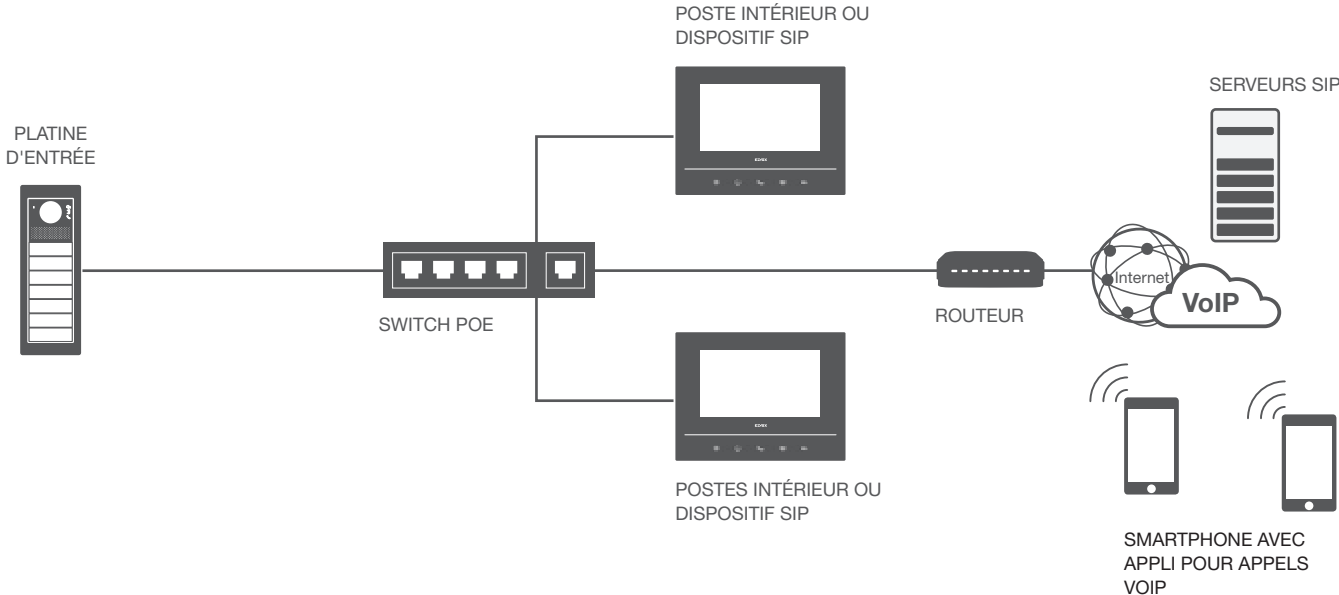 POSTE INTÉRIEUR OU
DISPOSITIF SIP
SERVEURS SIP
PLATINE
D'ENTRÉE
SWITCH POE
ROUTEUR
Internet
VoIP
POSTES INTÉRIEUR OU
DISPOSITIF SIP
SMARTPHONE AVEC
APPLI POUR APPELS
VOIP